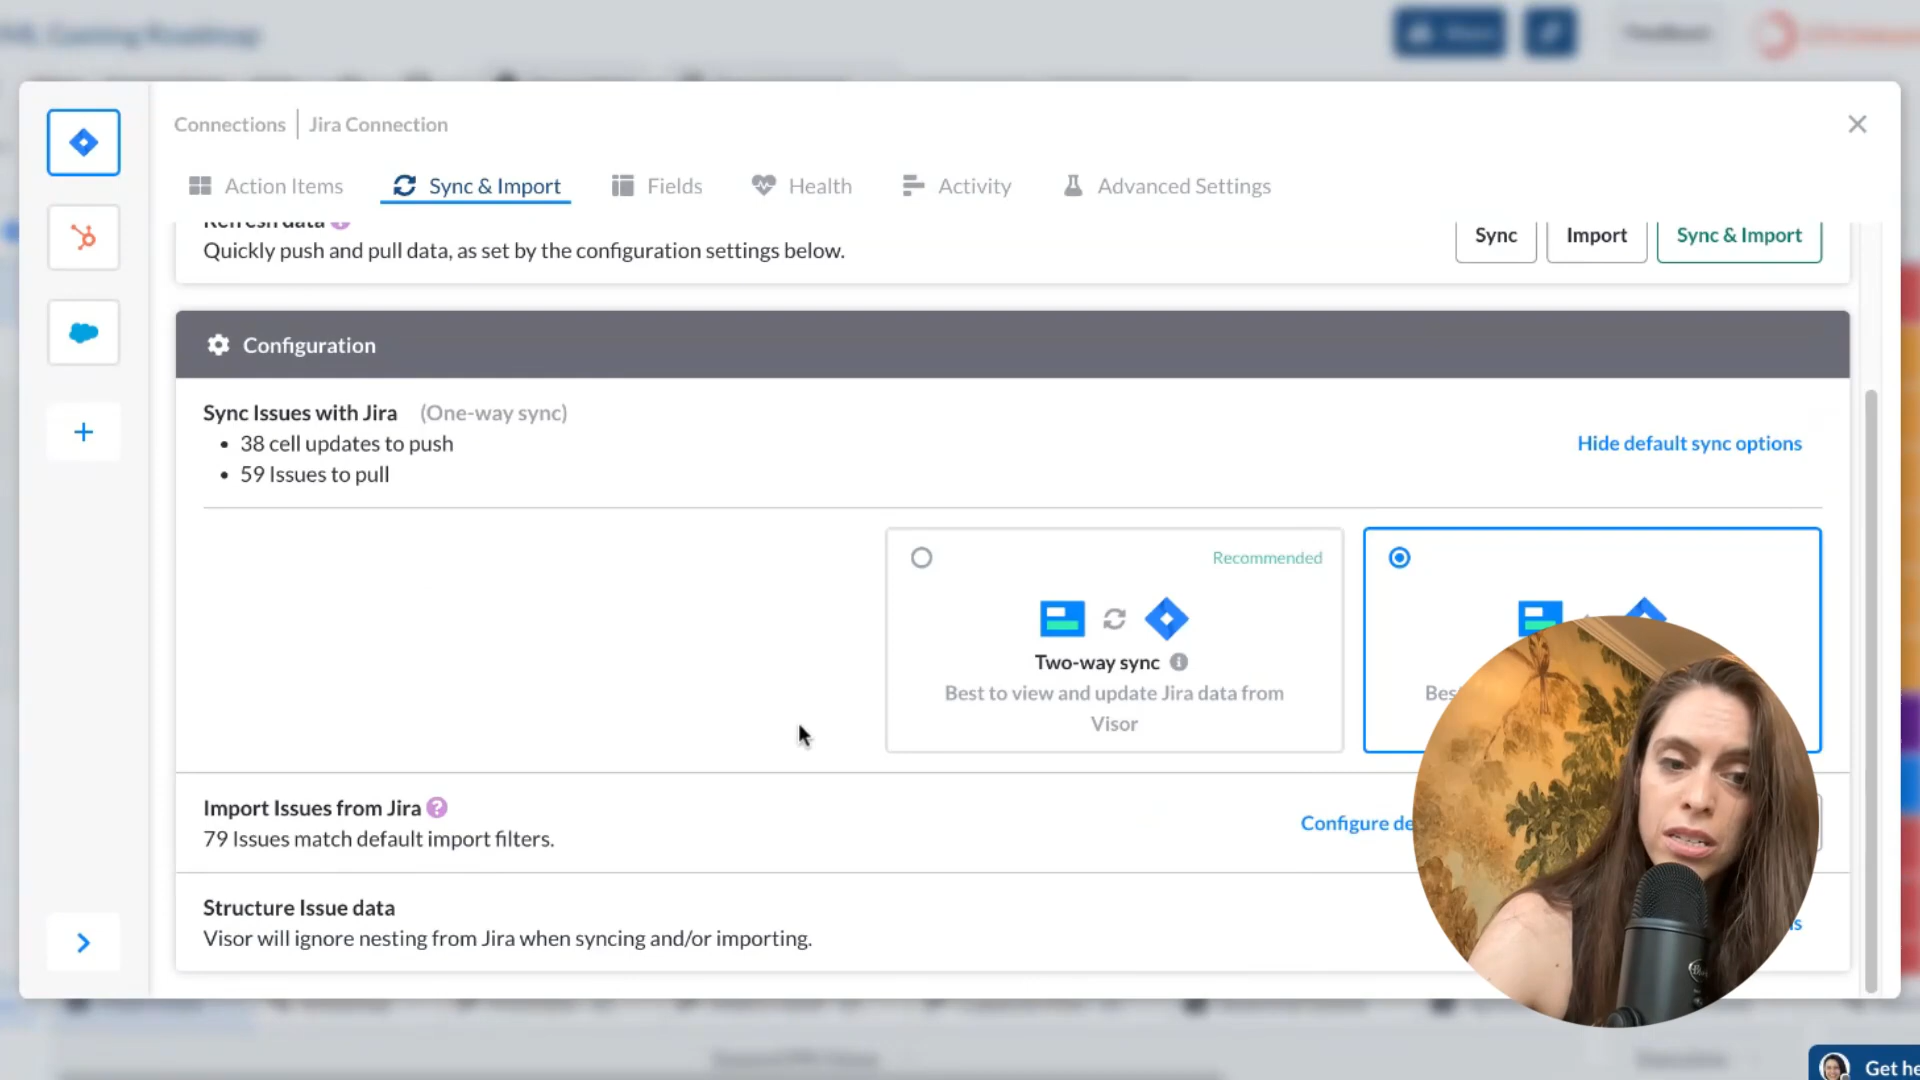 Connections | Jira Connection
Action Items
Sync & Import
Fields
Health
Activity
Advanced Settings
Refresh data
Quickly push and pull data, as set by the configuration settings below.
Sync
Import
Sync & Import
Configuration
Sync Issues with Jira (One-way sync)
• 38 cell updates to push
• 59 Issues to pull
Hide default sync options
Recommended
Two-way sync
Best to view and update Jira data from
Visor
Import Issues from Jira ?
79 Issues match default import filters.
Configure
Structure Issue data
Visor will ignore nesting from Jira when syncing and/or importing.
Get